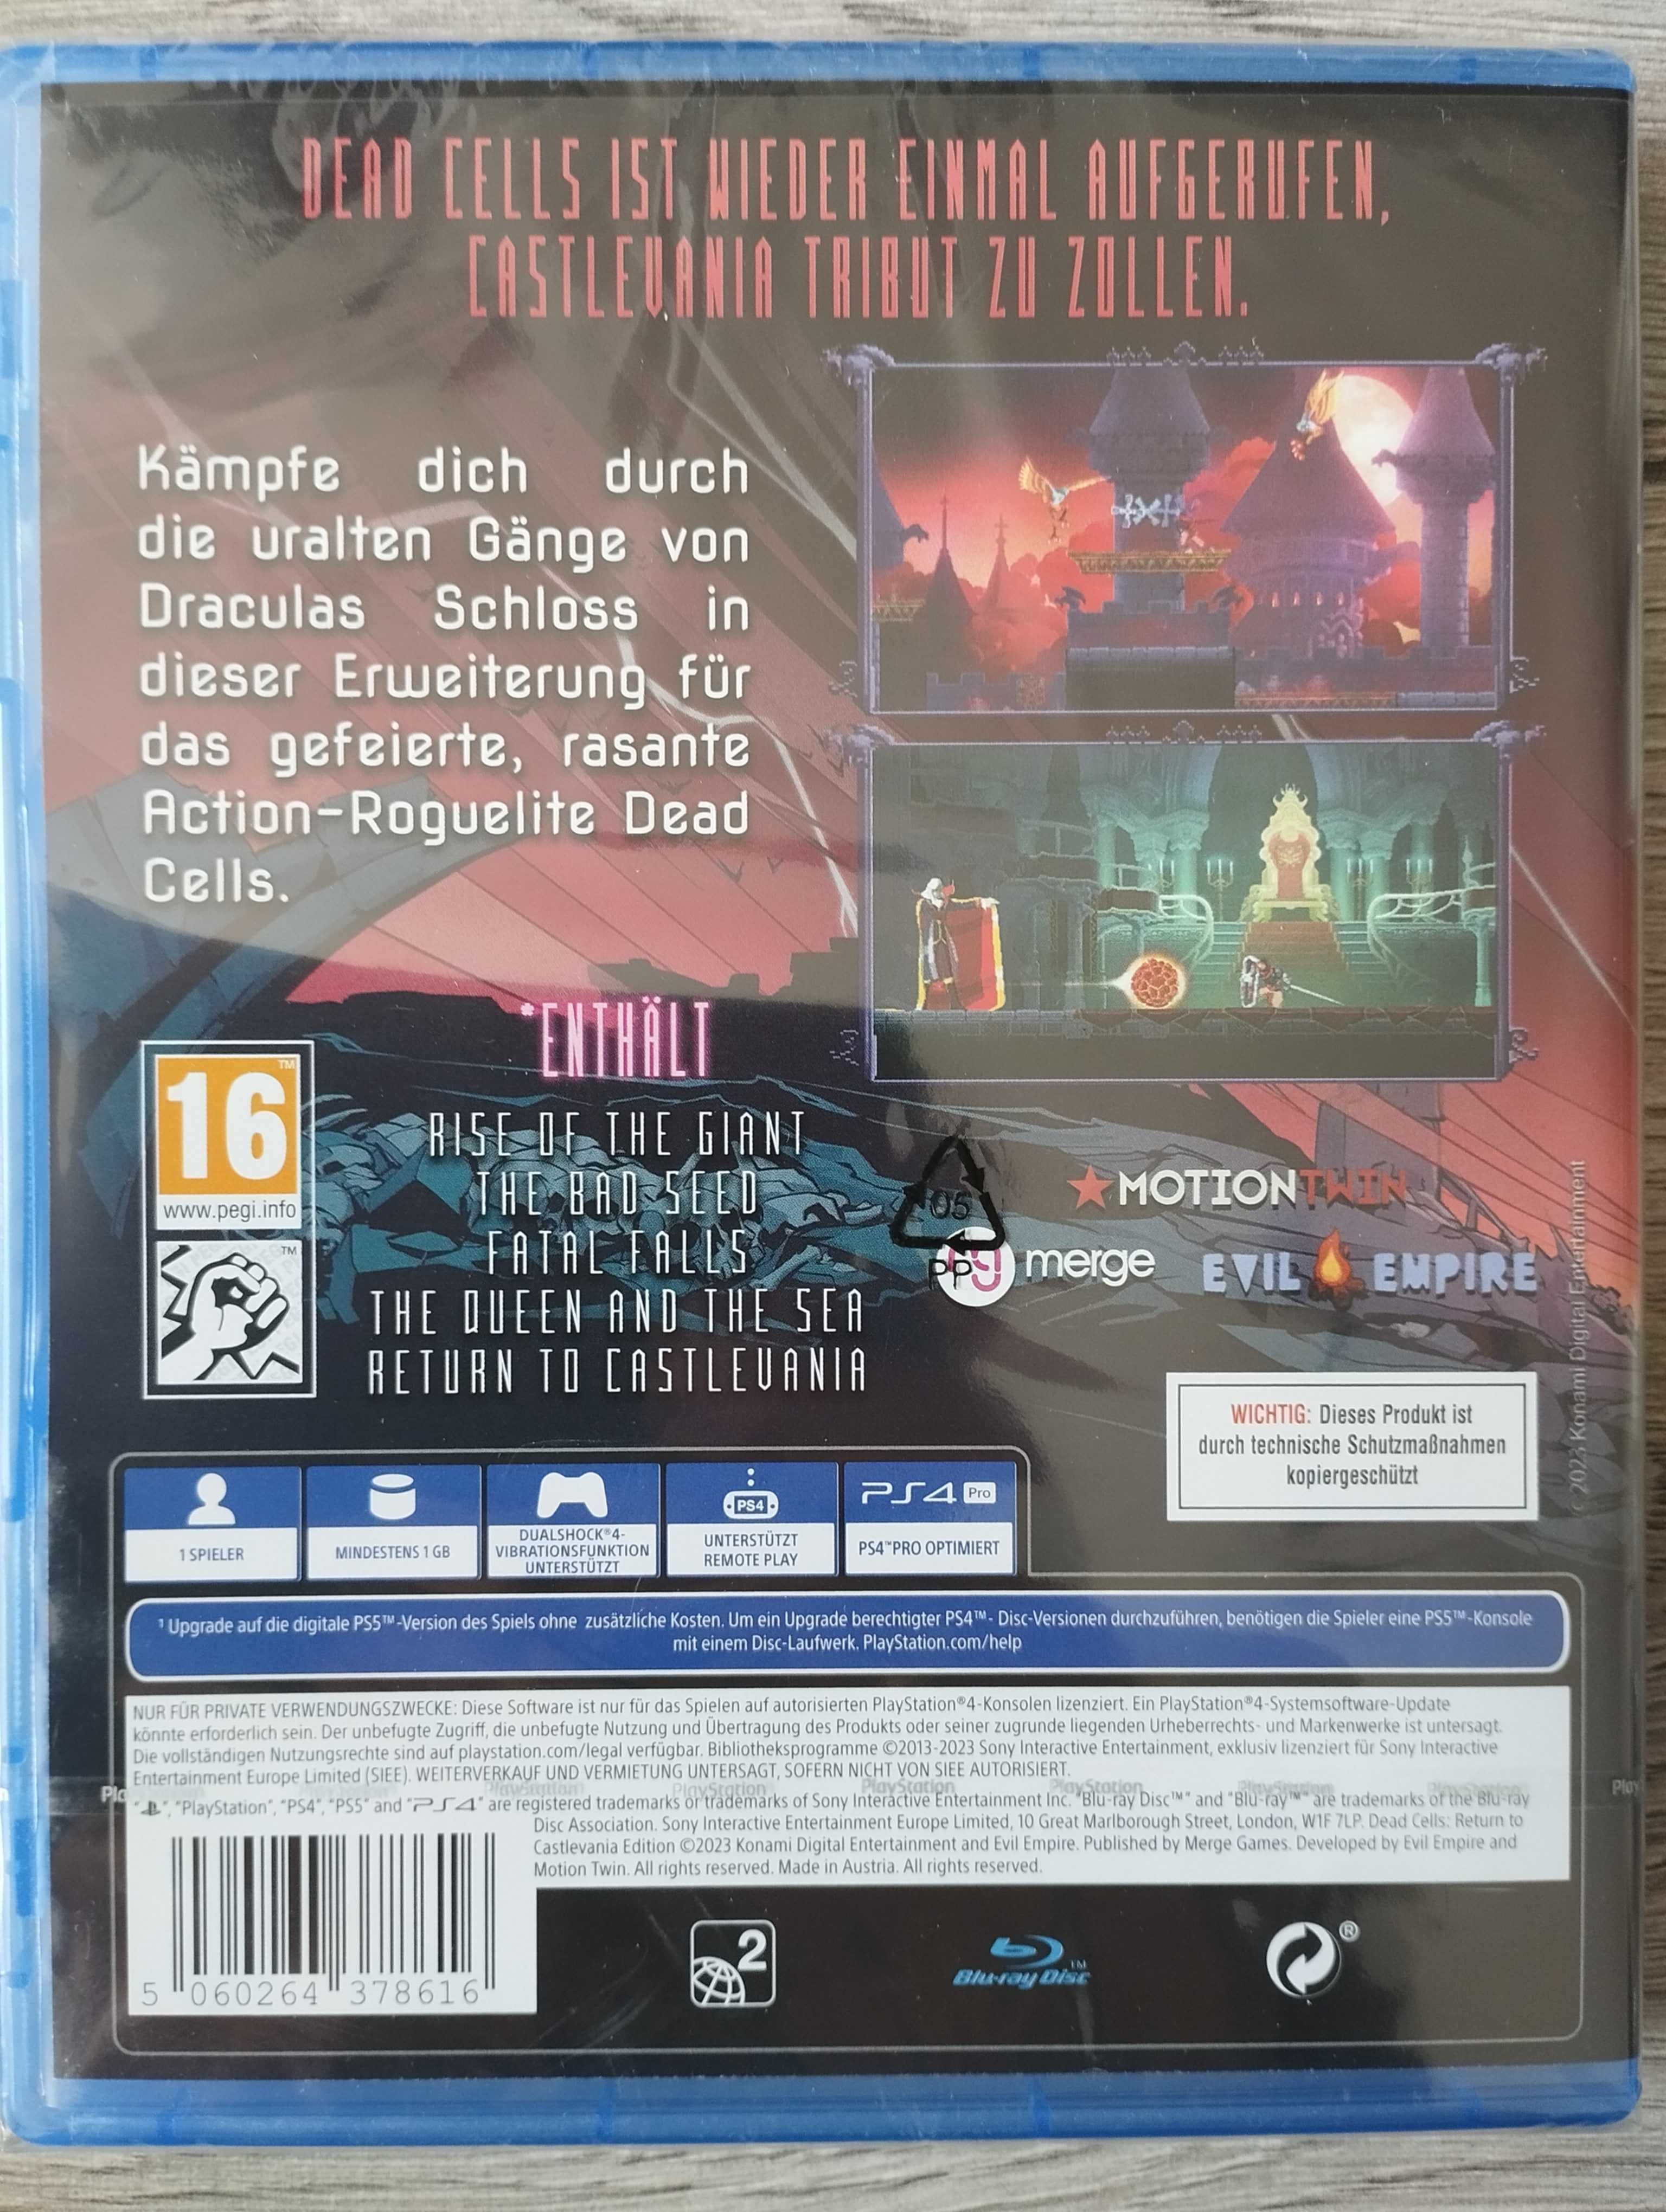 DEAD CELLS IST WIEDER EINMAL AUFGERUFEN,
CASTLEVANIA TRIBUT ZU ZOLLEN.
Kämpfe dich durch
die uralten Gänge von
Draculas Schloss in
dieser Erweiterung für
das gefeierte, rasante
Action-Roguelite Dead
Cells.
*ENTHÄLT
RISE OF THE GIANT
THE BAD SEED
FATAL FALLS
THE QUEEN AND THE SEA
RETURN TO CASTLEVANIA
16 ™
www.pegi.info
™
05
PP
MOTIONTWIN
merge
EVIL EMPIRE
© 2023 Konami Digital Entertainment
WICHTIG: Dieses Produkt ist
durch technische Schutzmaßnahmen
kopiergeschützt
1 SPIELER
MINDESTENS 1 GB
DUALSHOCK®4-
VIBRATIONSFUNKTION
UNTERSTÜTZT
PS4
UNTERSTÜTZT
REMOTE PLAY
PS4 Pro
PS4™PRO OPTIMIERT
¹ Upgrade auf die digitale PS5™-Version des Spiels ohne zusätzliche Kosten. Um ein Upgrade berechtigter PS4™- Disc-Versionen durchzuführen, benötigen die Spieler eine PS5™-Konsole
mit einem Disc-Laufwerk. PlayStation.com/help
NUR FÜR PRIVATE VERWENDUNGSZWECKE: Diese Software ist nur für das Spielen auf autorisierten PlayStation®4-Konsolen lizenziert. Ein PlayStation®4-Systemsoftware-Update
könnte erforderlich sein. Der unbefugte Zugriff, die unbefugte Nutzung und Übertragung des Produkts oder seiner zugrunde liegenden Urheberrechts- und Markenwerke ist untersagt.
Die vollständigen Nutzungsrechte sind auf playstation.com/legal verfügbar. Bibliotheksprogramme ©2013-2023 Sony Interactive Entertainment, exklusiv lizenziert für Sony Interactive
Entertainment Europe Limited (SIEE). WEITERVERKAUF UND VERMIETUNG UNTERSAGT, SOFERN NICHT VON SIEE AUTORISIERT.
PlayStation PlayStation PlayStation PlayStation PlayStation PlayStation
"", "PlayStation", "PS4", "PS5" and "PS4" are registered trademarks or trademarks of Sony Interactive Entertainment Inc. "Blu-ray Disc™" and "Blu-ray™" are trademarks of the Blu-ray
Disc Association. Sony Interactive Entertainment Europe Limited, 10 Great Marlborough Street, London, W1F 7LP. Dead Cells: Return to
Castlevania Edition ©2023 Konami Digital Entertainment and Evil Empire. Published by Merge Games. Developed by Evil Empire and
Motion Twin. All rights reserved. Made in Austria. All rights reserved.
5 060264 378616
2
Blu-ray Disc™
®